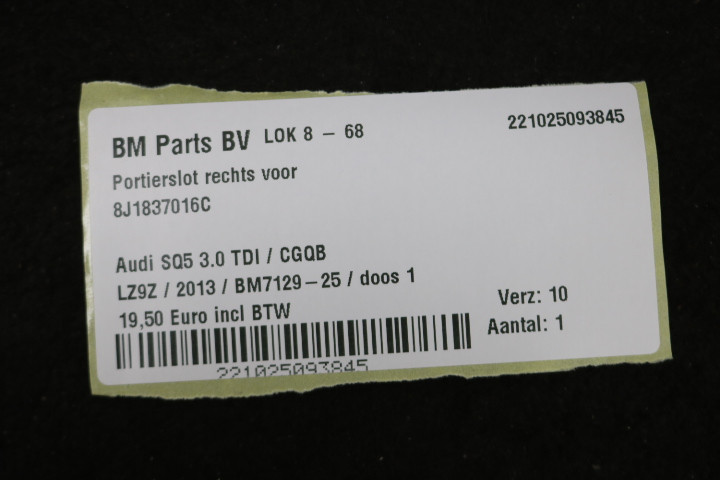 BM Parts BV LOK 8 - 68 221025093845
Portierslot rechts voor
8J1837016C
Audi SQ5 3.0 TDI / CGQB
LZ9Z / 2013 / BM7129-25 / doos 1
19,50 Euro incl BTW
Verz: 10
Aantal: 1
221025093845